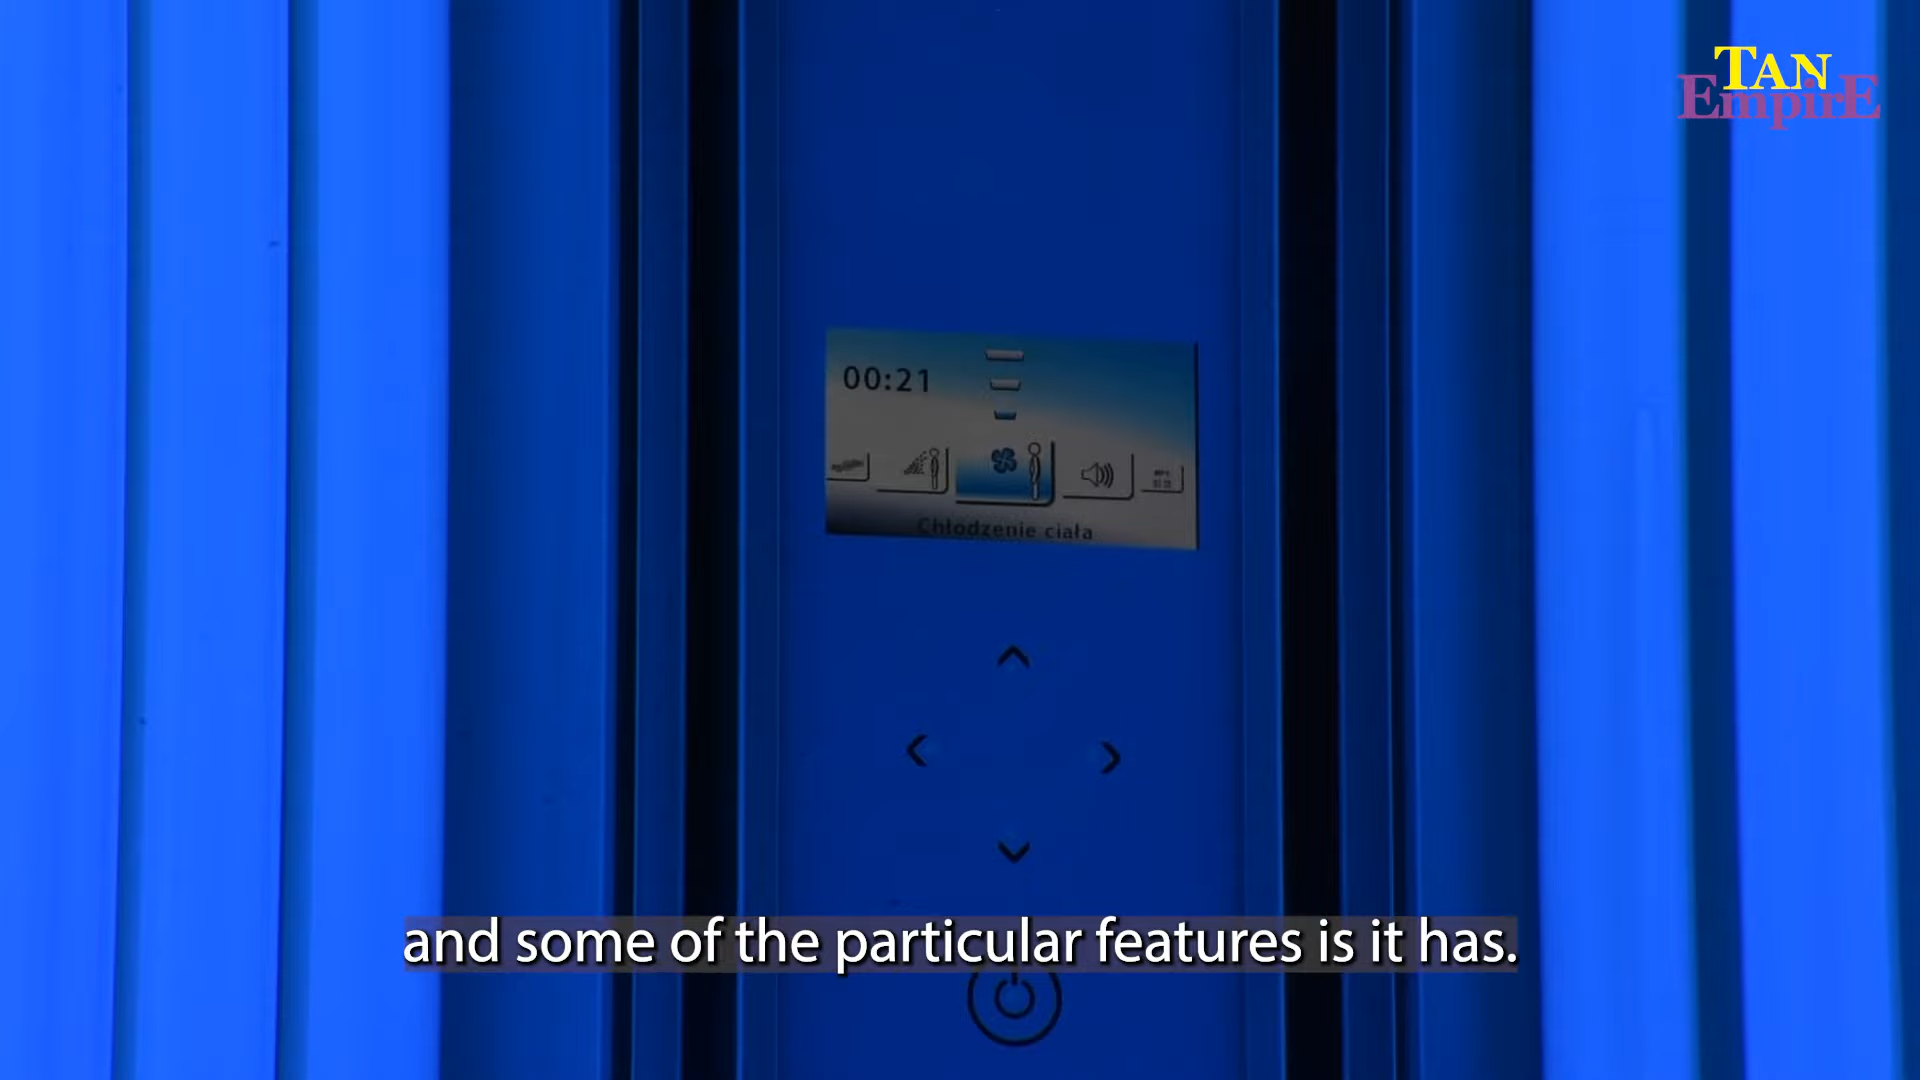 TAN
EmpirE
00:21
Chłodzenie ciała
and some of the particular features is it has.